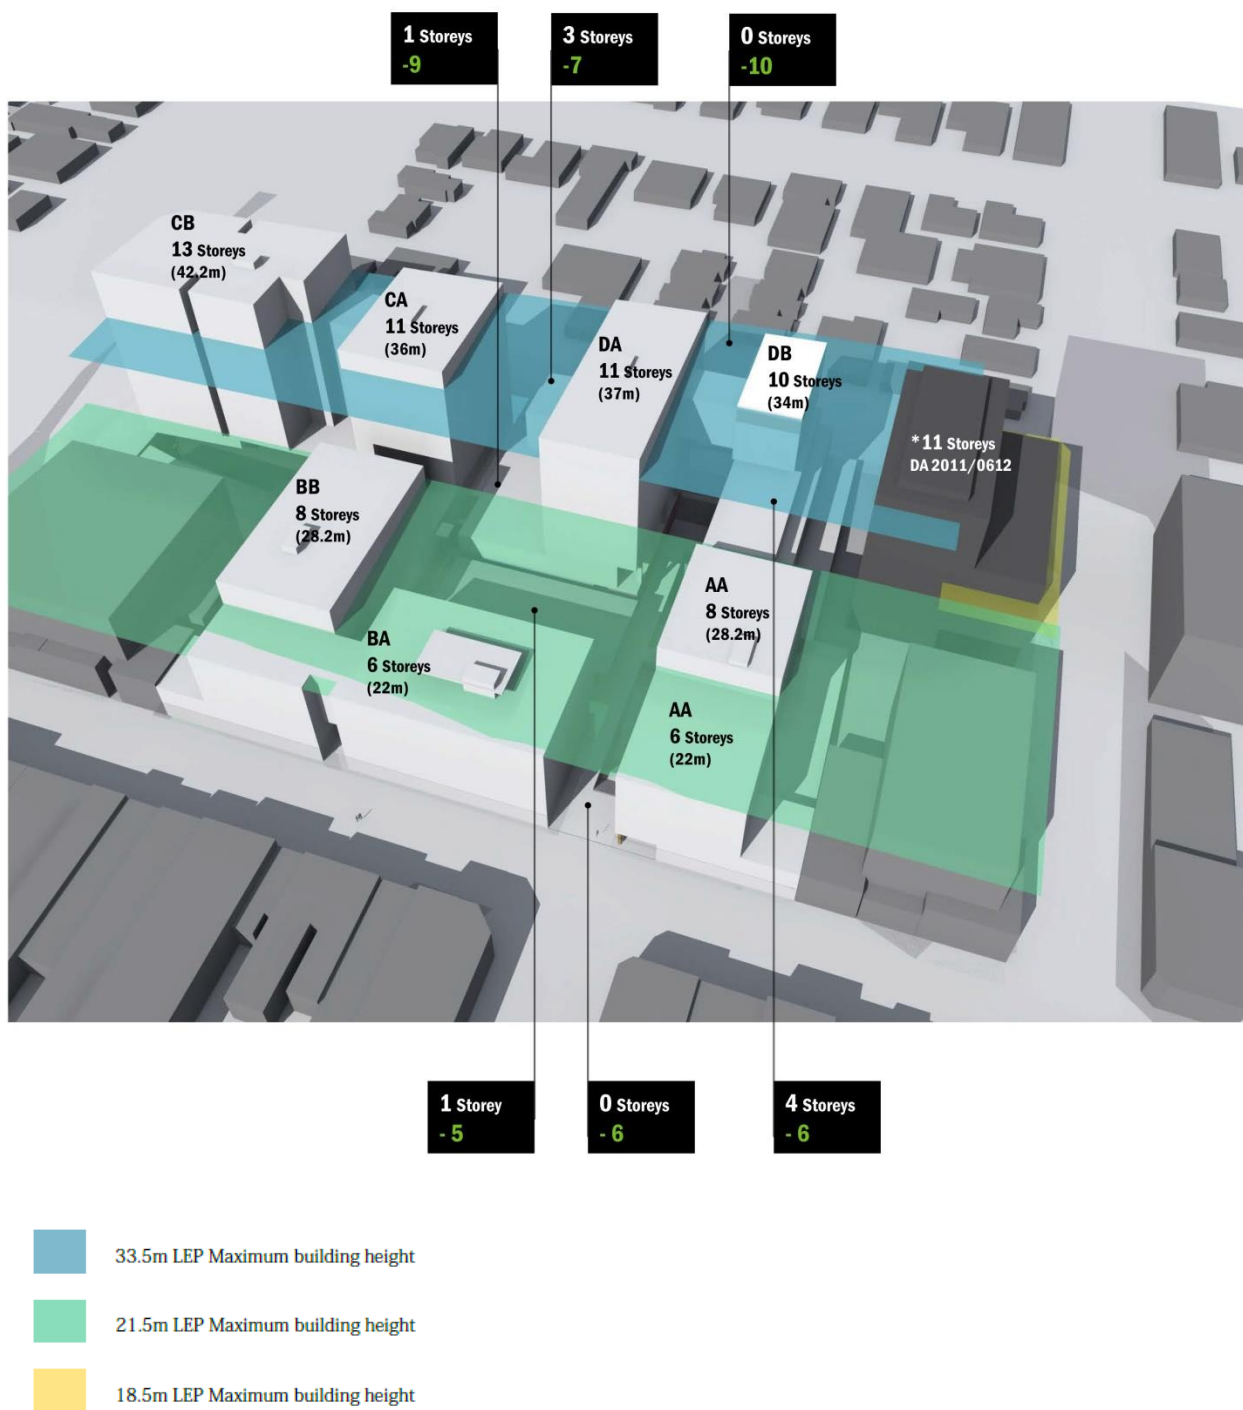 1 Storeys
-9
3 Storeys
-7
0 Storeys
-10
CB
13 Storeys
(42.2m)
CA
11 Storeys
(36m)
DA
11 Storeys
(37m)
DB
10 Storeys
(34m)
*11 Storeys
DA 2011/0612
BB
8 Storeys
(28.2m)
AA
8 Storeys
(28.2m)
BA
6 Storeys
(22m)
AA
6 Storeys
(22m)
1 Storey
- 5
0 Storeys
- 6
4 Storeys
- 6
33.5m LEP Maximum building height
21.5m LEP Maximum building height
18.5m LEP Maximum building height